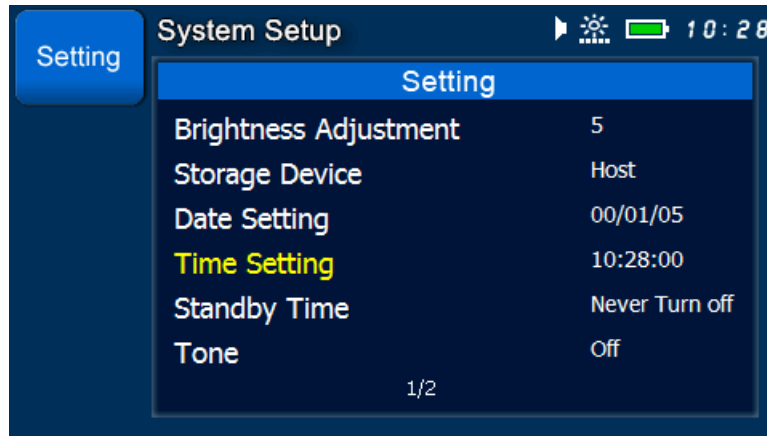 Setting
System Setup
10:28
Setting
Brightness Adjustment 5
Storage Device Host
Date Setting 00/01/05
Time Setting 10:28:00
Standby Time Never Turn off
Tone Off
1/2